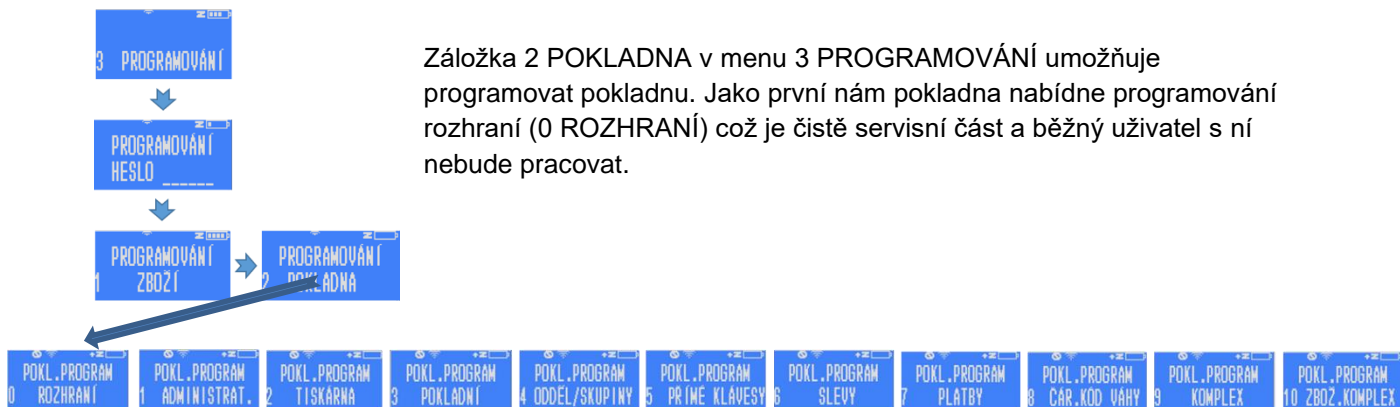 3 PROGRAMOVÁNÍ
Záložka 2 POKLADNA v menu 3 PROGRAMOVÁNÍ umožňuje
programovat pokladnu. Jako první nám pokladna nabídne programování
rozhraní (0 ROZHRANÍ) což je čistě servisní část a běžný uživatel s ní
nebude pracovat.
PROGRAMOVÁNÍ
HESLO ______
PROGRAMOVÁNÍ
1 ZBOŽÍ
PROGRAMOVÁNÍ
2 POKLADNA
POKL.PROGRAM
0 ROZHRANÍ
POKL.PROGRAM
1 ADMINISTRAT.
POKL.PROGRAM
2 TISKÁRNA
POKL.PROGRAM
3 POKLADNÍ
POKL.PROGRAM
4 ODDĚL/SKUPINY
POKL.PROGRAM
5 PŘÍMÉ KLÁVESY
POKL.PROGRAM
6 SLEVY
POKL.PROGRAM
7 PLATBY
POKL.PROGRAM
8 ČÁR.KÓD VÁHY
POKL.PROGRAM
9 KOMPLEX
POKL.PROGRAM
10 ZBOŽ.KOMPLEX